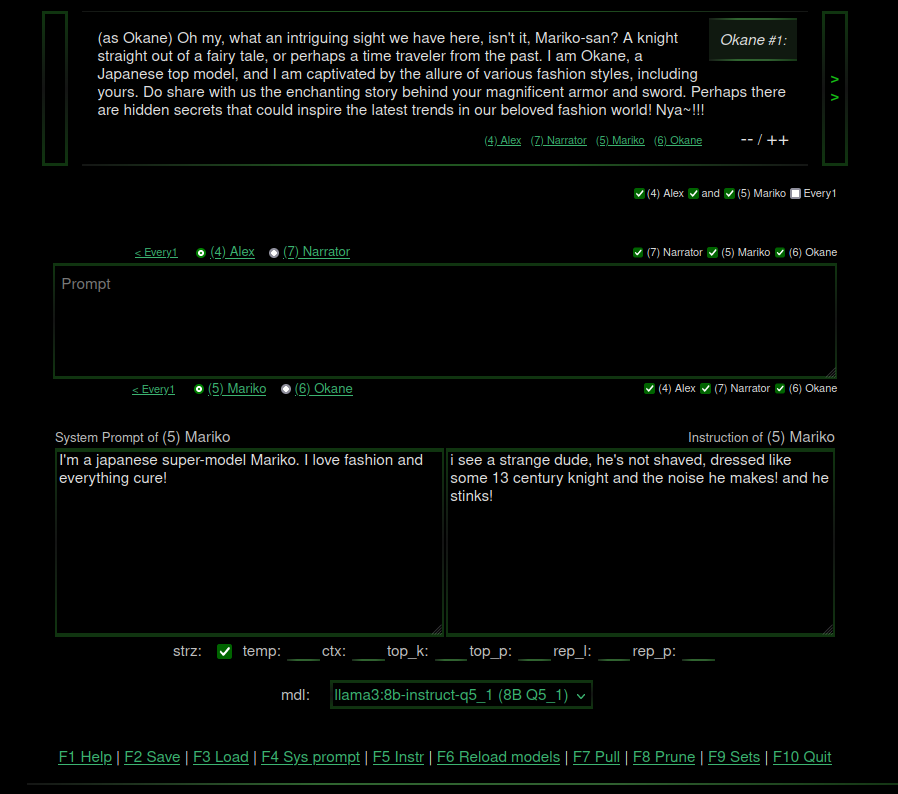 (as Okane) Oh my, what an intriguing sight we have here, isn't it, Mariko-san? A knight
Okane #1:
straight out of a fairy tale, or perhaps a time traveler from the past. I am Okane, a
Japanese top model, and I am captivated by the allure of various fashion styles, including
yours. Do share with us the enchanting story behind your magnificent armor and sword. Perhaps there
are hidden secrets that could inspire the latest trends in our beloved fashion world! Nya~!!!
>
>
(4) Alex (7) Narrator (5) Mariko (6) Okane -- / ++
(4) Alex and (5) Mariko Every1
< Every1 (4) Alex (7) Narrator (7) Narrator (5) Mariko (6) Okane
Prompt
< Every1 (5) Mariko (6) Okane (4) Alex (7) Narrator (6) Okane
System Prompt of (5) Mariko
Instruction of (5) Mariko
I'm a japanese super-model Mariko. I love fashion and
everything cure!
i see a strange dude, he's not shaved, dressed like
some 13 century knight and the noise he makes! and he
stinks!
strz: temp: ctx: top_k: top_p: rep_l: rep_p:
mdl: llama3:8b-instruct-q5_1 (8B Q5_1)
F1 Help | F2 Save | F3 Load | F4 Sys prompt | F5 Instr | F6 Reload models | F7 Pull | F8 Prune | F9 Sets | F10 Quit